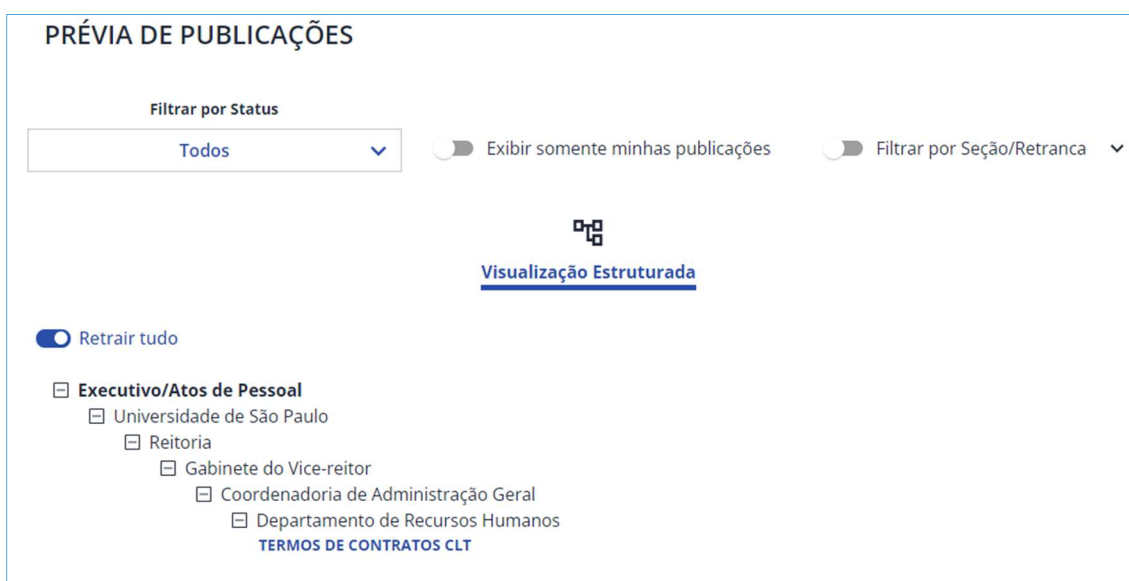 PRÉVIA DE PUBLICAÇÕES
Filtrar por Status
Todos
Exibir somente minhas publicações
Filtrar por Seção/Retranca
Visualização Estruturada
Retrair tudo
Executivo/Atos de Pessoal
Universidade de São Paulo
Reitoria
Gabinete do Vice-reitor
Coordenadoria de Administração Geral
Departamento de Recursos Humanos
TERMOS DE CONTRATOS CLT